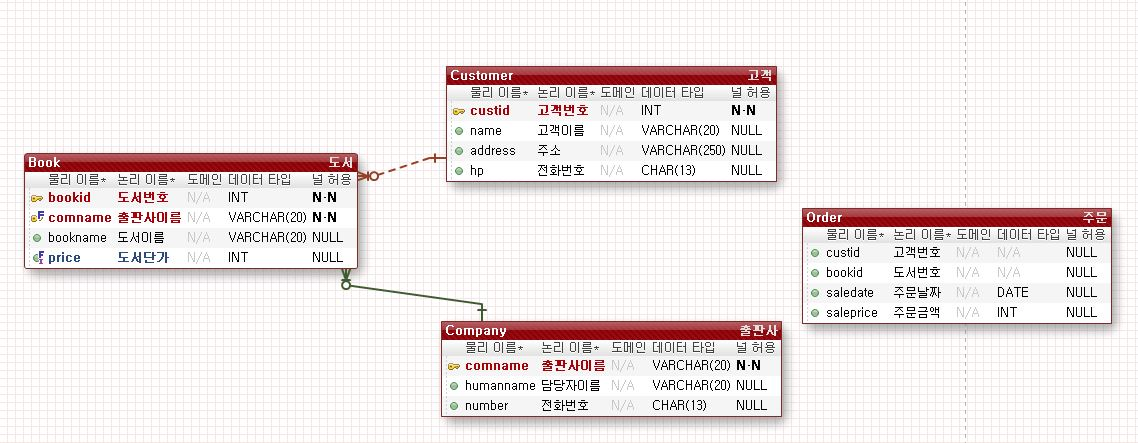 Customer 고객
물리 이름* 논리 이름* 도메인 데이터 타입 널 허용
custid 고객번호 N/A INT N-N
name 고객이름 N/A VARCHAR(20) NULL
address 주소 N/A VARCHAR(250) NULL
hp 전화번호 N/A CHAR(13) NULL
Book 도서
물리 이름* 논리 이름* 도메인 데이터 타입 널 허용
bookid 도서번호 N/A INT N-N
comname 출판사이름 N/A VARCHAR(20) N-N
bookname 도서이름 N/A VARCHAR(20) NULL
price 도서단가 N/A INT NULL
Order 주문
물리 이름* 논리 이름* 도메인 데이터 타입 널 허용
custid 고객번호 N/A N/A NULL
bookid 도서번호 N/A N/A NULL
saledate 주문날짜 N/A DATE NULL
saleprice 주문금액 N/A INT NULL
Company 출판사
물리 이름* 논리 이름* 도메인 데이터 타입 널 허용
comname 출판사이름 N/A VARCHAR(20) N-N
humanname 담당자이름 N/A VARCHAR(20) NULL
number 전화번호 N/A CHAR(13) NULL